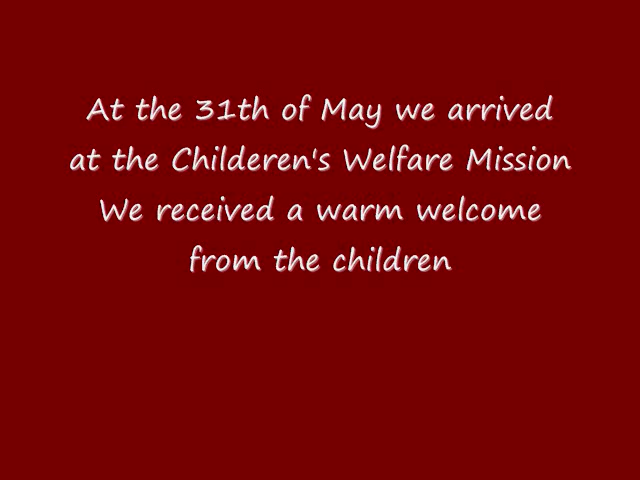 At the 31th of May we arrived
at the Childeren's Welfare Mission
We received a warm welcome
from the children